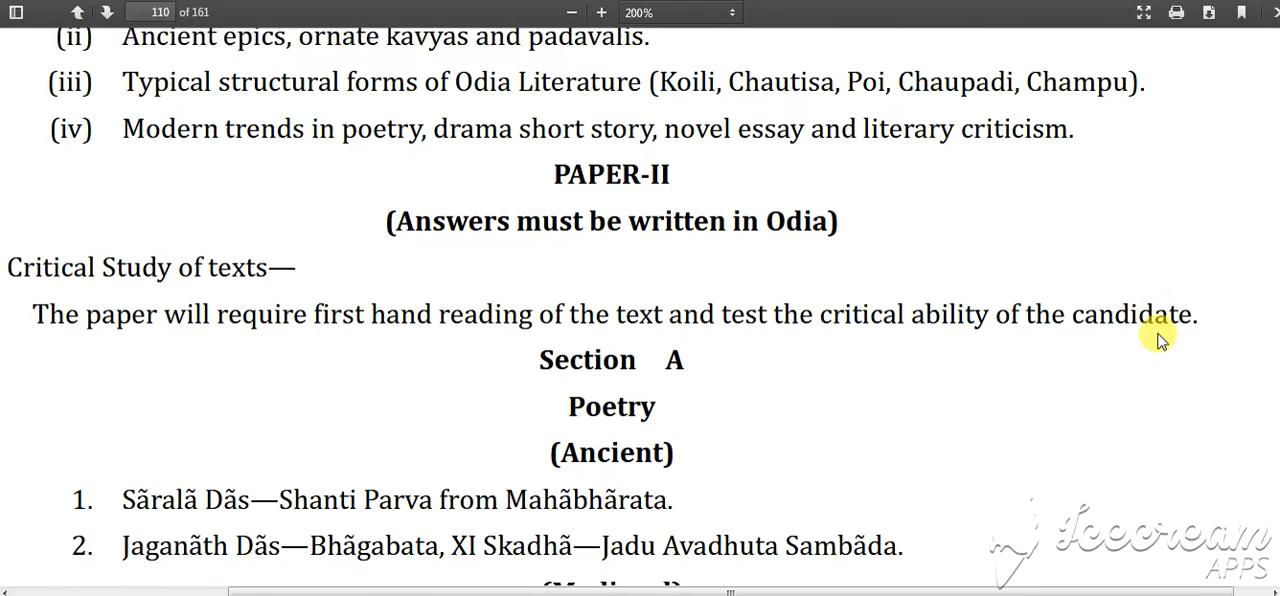 110 of 161 200%
(ii) Ancient epics, ornate kavyas and padavalis.
(iii) Typical structural forms of Odia Literature (Koili, Chautisa, Poi, Chaupadi, Champu).
(iv) Modern trends in poetry, drama short story, novel essay and literary criticism.
PAPER-II
(Answers must be written in Odia)
Critical Study of texts—
The paper will require first hand reading of the text and test the critical ability of the candidate.
Section A
Poetry
(Ancient)
1. Sãralã Dãs—Shanti Parva from Mahãbhãrata.
2. Jaganãth Dãs—Bhãgabata, XI Skadhã—Jadu Avadhuta Sambãda.
Icecream
APPS